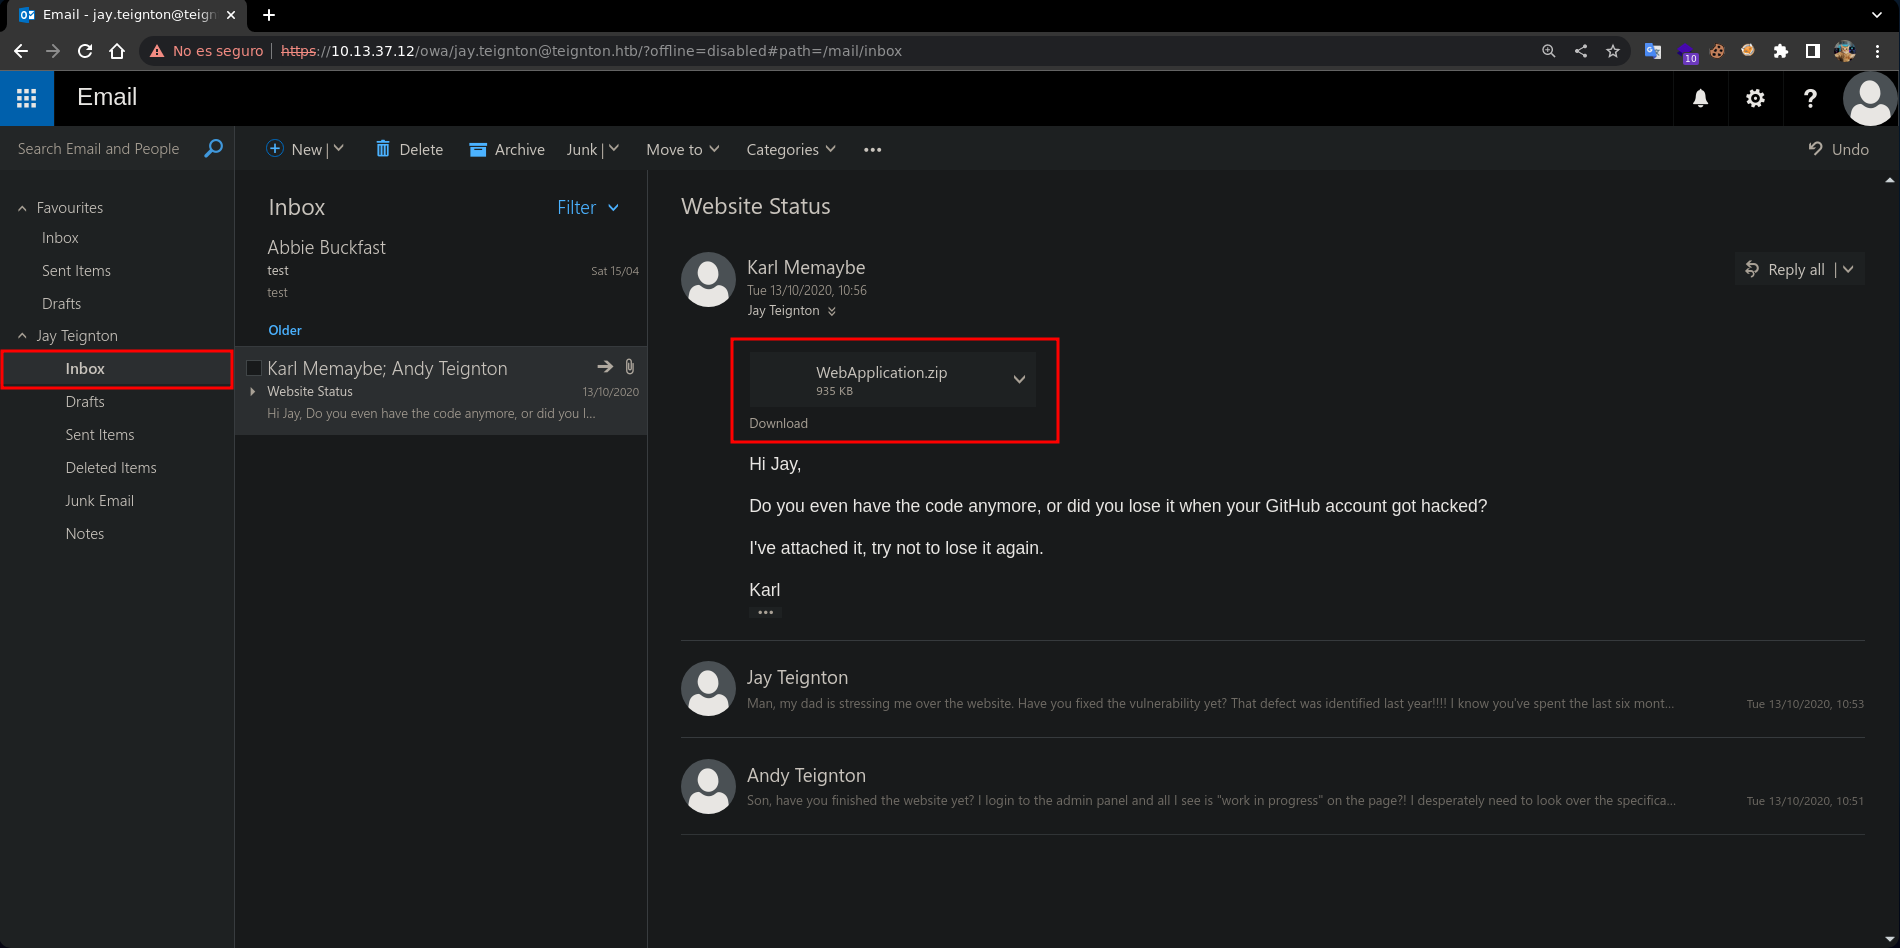 Email - jay.teignton@teign
No es seguro | https://10.13.37.12/owa/jay.teignton@teignton.htb/?offline=disabled#path=/mail/inbox
10
Email
?
Search Email and People
New | Delete Archive Junk | Move to Categories ••• Undo
Favourites
Inbox
Sent Items
Drafts
Jay Teignton
Inbox
Drafts
Sent Items
Deleted Items
Junk Email
Notes
Inbox Filter
Abbie Buckfast
test Sat 15/04
test
Older
Karl Memaybe; Andy Teignton
Website Status 13/10/2020
Hi Jay, Do you even have the code anymore, or did you l...
Website Status
Karl Memaybe
Tue 13/10/2020, 10:56
Jay Teignton
Reply all |
WebApplication.zip
935 KB
Download
Hi Jay,
Do you even have the code anymore, or did you lose it when your GitHub account got hacked?
I've attached it, try not to lose it again.
Karl
•••
Jay Teignton
Man, my dad is stressing me over the website. Have you fixed the vulnerability yet? That defect was identified last year!!!! I know you've spent the last six mont... Tue 13/10/2020, 10:53
Andy Teignton
Son, have you finished the website yet? I login to the admin panel and all I see is "work in progress" on the page?! I desperately need to look over the specifica... Tue 13/10/2020, 10:51